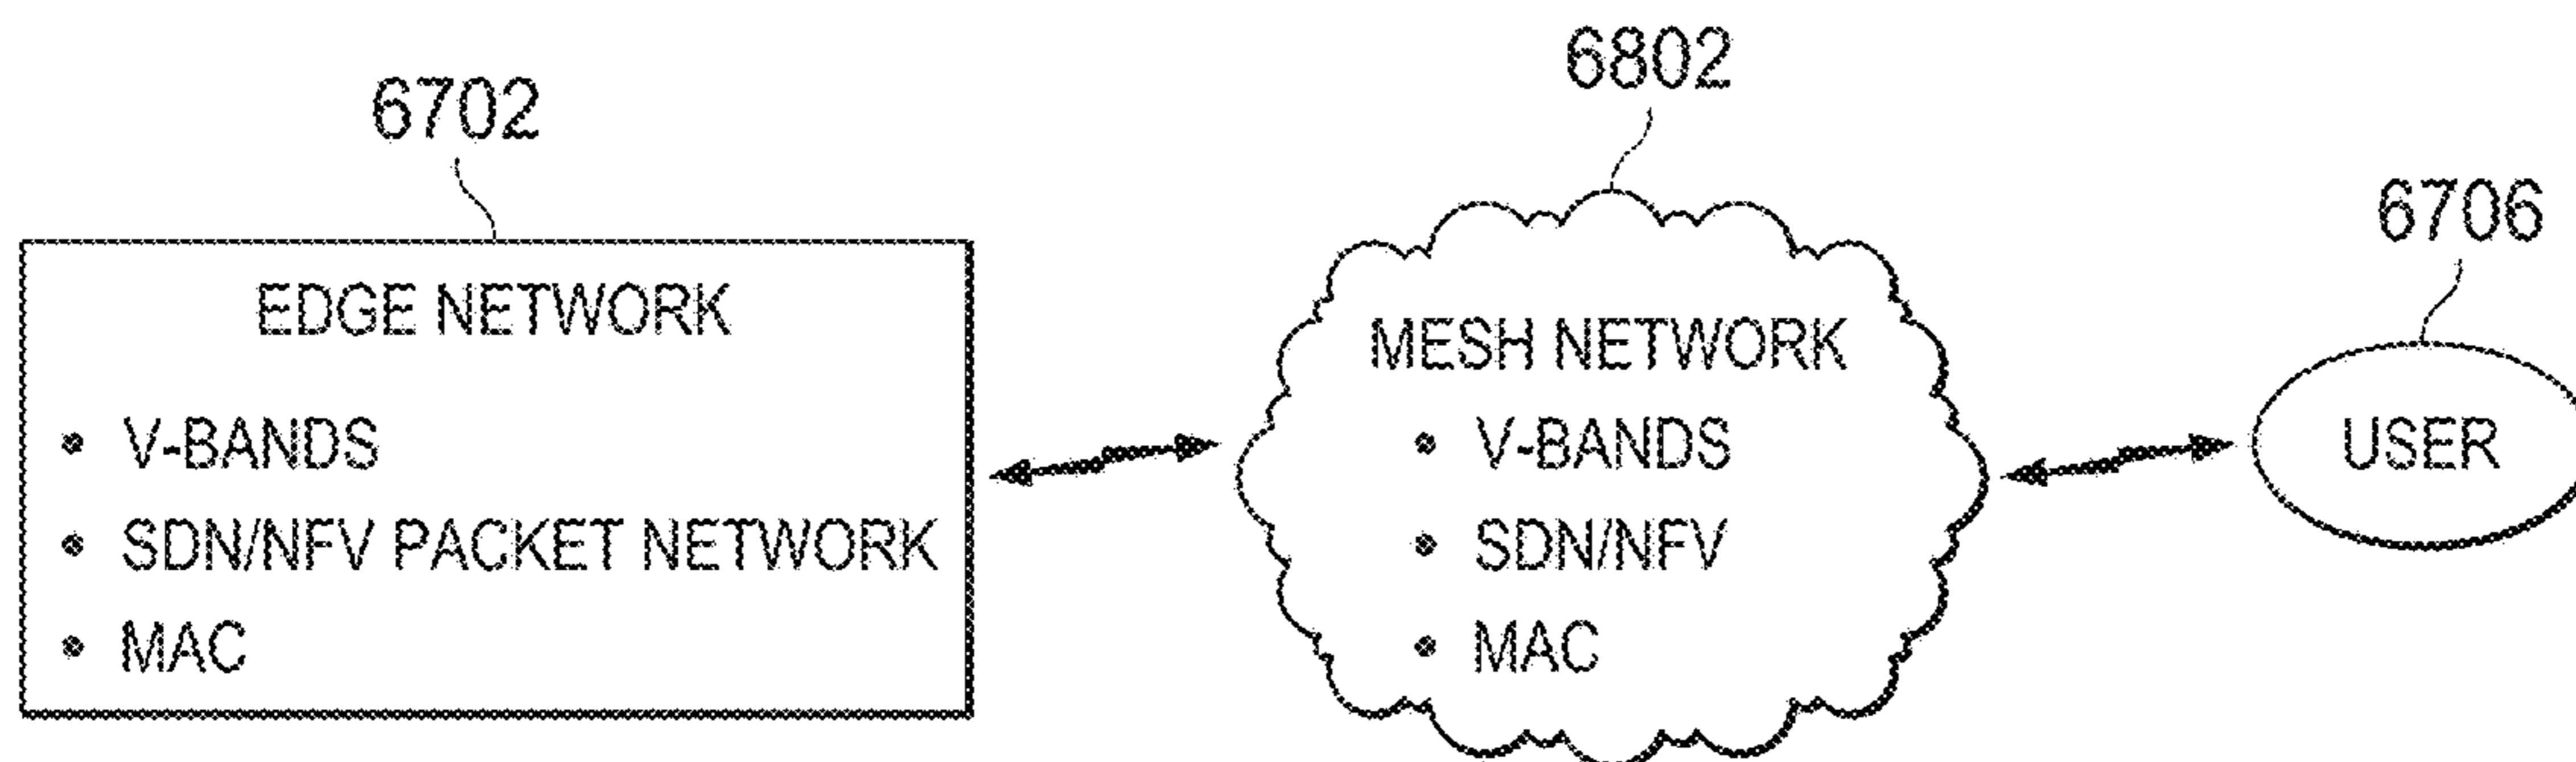 6702
EDGE NETWORK
• V-BANDS
• SDN/NFV PACKET NETWORK
• MAC
6802
MESH NETWORK
• V-BANDS
• SDN/NFV
• MAC
6706
USER